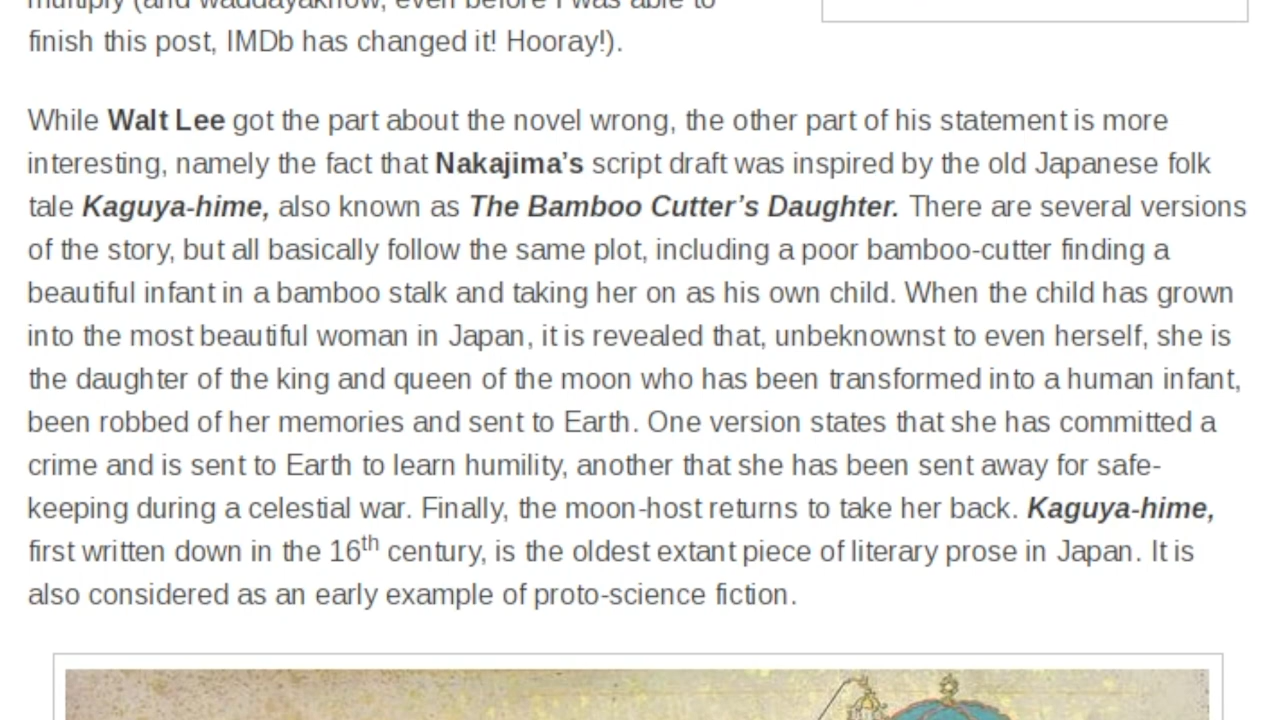 multiply (and waddayaknow, even before I was able to
finish this post, IMDb has changed it! Hooray!).
While Walt Lee got the part about the novel wrong, the other part of his statement is more
interesting, namely the fact that Nakajima’s script draft was inspired by the old Japanese folk
tale Kaguya-hime, also known as The Bamboo Cutter’s Daughter. There are several versions
of the story, but all basically follow the same plot, including a poor bamboo-cutter finding a
beautiful infant in a bamboo stalk and taking her on as his own child. When the child has grown
into the most beautiful woman in Japan, it is revealed that, unbeknownst to even herself, she is
the daughter of the king and queen of the moon who has been transformed into a human infant,
been robbed of her memories and sent to Earth. One version states that she has committed a
crime and is sent to Earth to learn humility, another that she has been sent away for safe-
keeping during a celestial war. Finally, the moon-host returns to take her back. Kaguya-hime,
first written down in the 16th century, is the oldest extant piece of literary prose in Japan. It is
also considered as an early example of proto-science fiction.